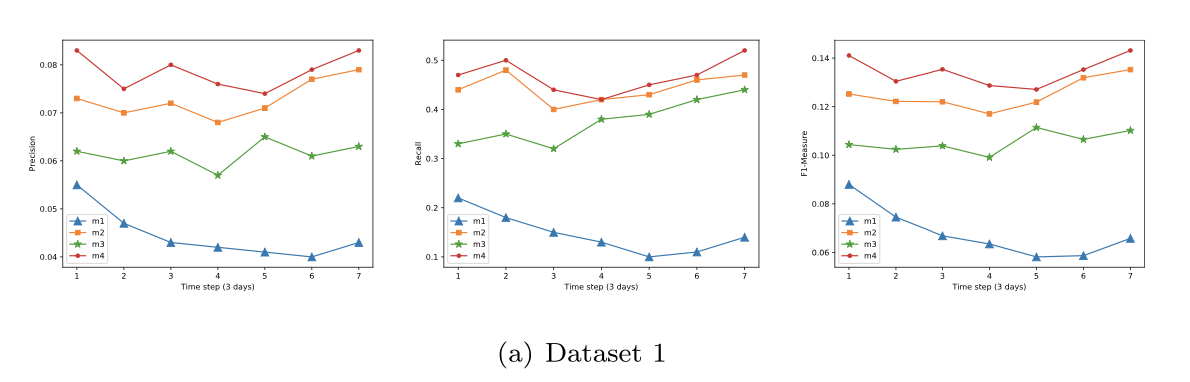 0.08
0.07
0.06
0.05
0.04
Precision
m1
m2
m3
m4
1 2 3 4 5 6 7
Time step (3 days)
0.5
0.4
0.3
0.2
0.1
Recall
m1
m2
m3
m4
1 2 3 4 5 6 7
Time step (3 days)
0.14
0.12
0.10
0.08
0.06
F1-Measure
m1
m2
m3
m4
1 2 3 4 5 6 7
Time step (3 days)
(a) Dataset 1